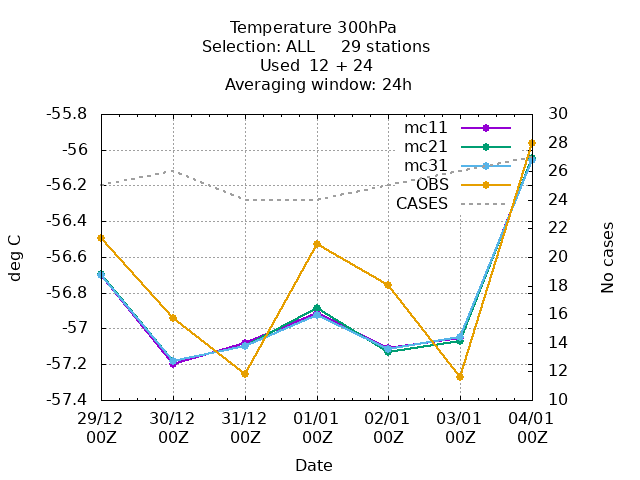 Temperature 300hPa
Selection: ALL     29 stations
Used  12 + 24
Averaging window: 24h
-55.8
-56
-56.2
-56.4
-56.6
-56.8
-57
-57.2
-57.4
deg C
30
28
26
24
22
20
18
16
14
12
10
No cases
mc11
mc21
mc31
OBS
CASES
29/12 30/12 31/12 01/01 02/01 03/01 04/01
00Z 00Z 00Z 00Z 00Z 00Z 00Z
Date